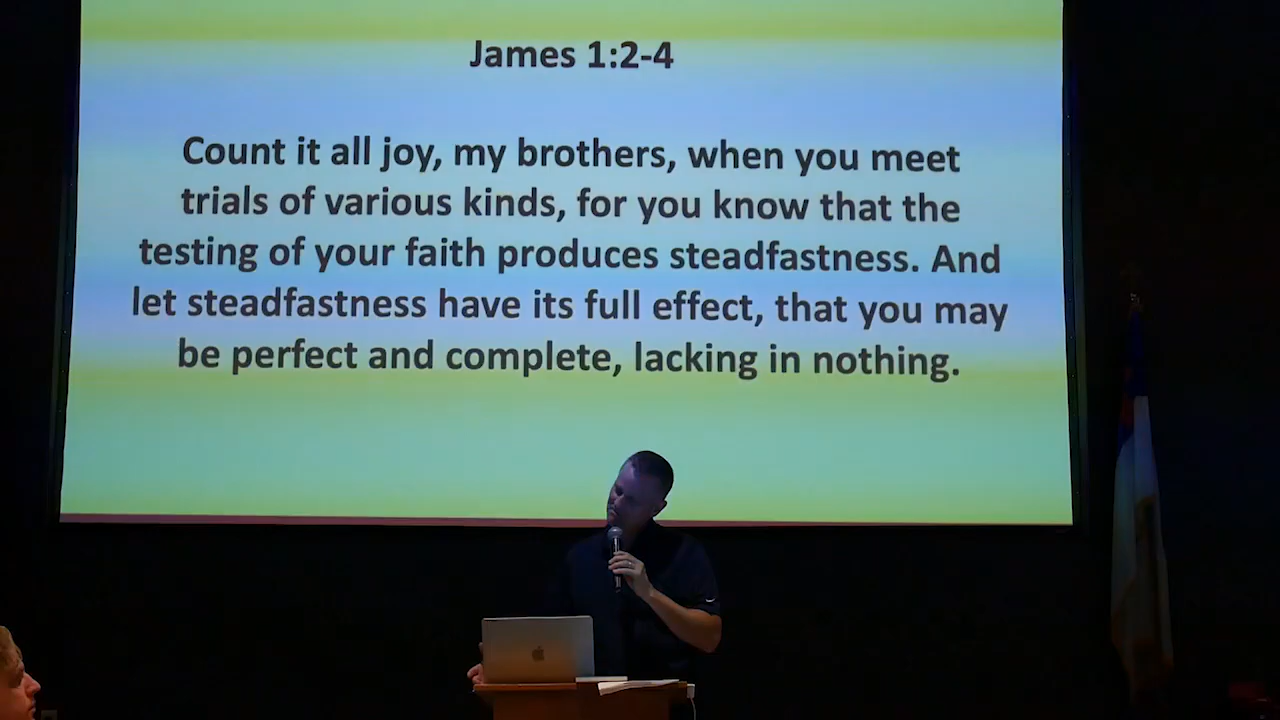 James 1:2-4
Count it all joy, my brothers, when you meet
trials of various kinds, for you know that the
testing of your faith produces steadfastness. And
let steadfastness have its full effect, that you may
be perfect and complete, lacking in nothing.